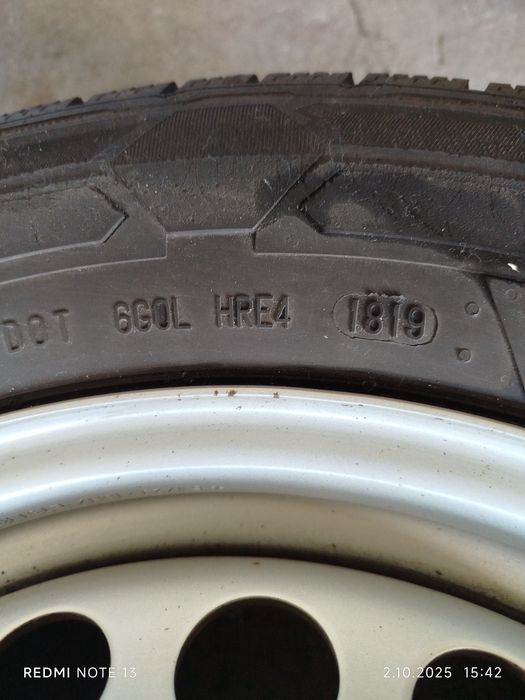 DOT 6G0L HRE4 1819
REDMI NOTE 13
2.10.2025 15:42